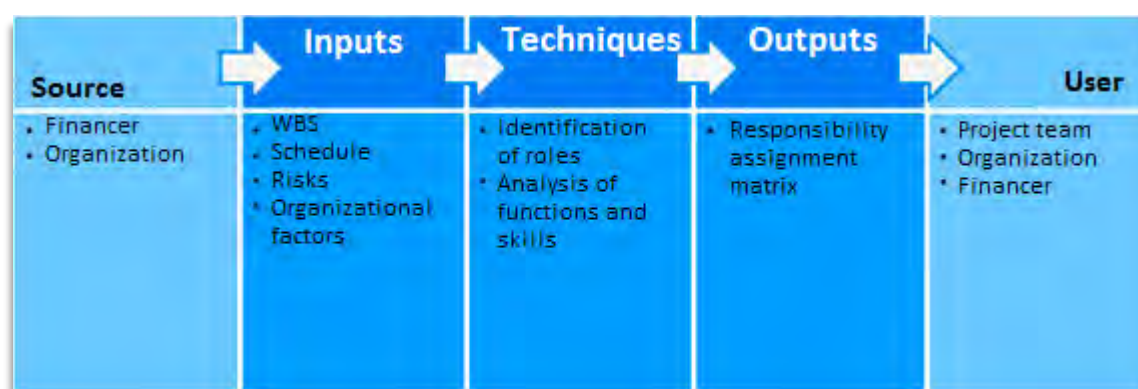 Source
Inputs
Techniques
Outputs
User
• Financer
• Organization
• WBS
• Schedule
• Risks
• Organizational
factors
• Identification
of roles
• Analysis of
functions and
skills
• Responsibility
assignment
matrix
• Project team
• Organization
• Financer